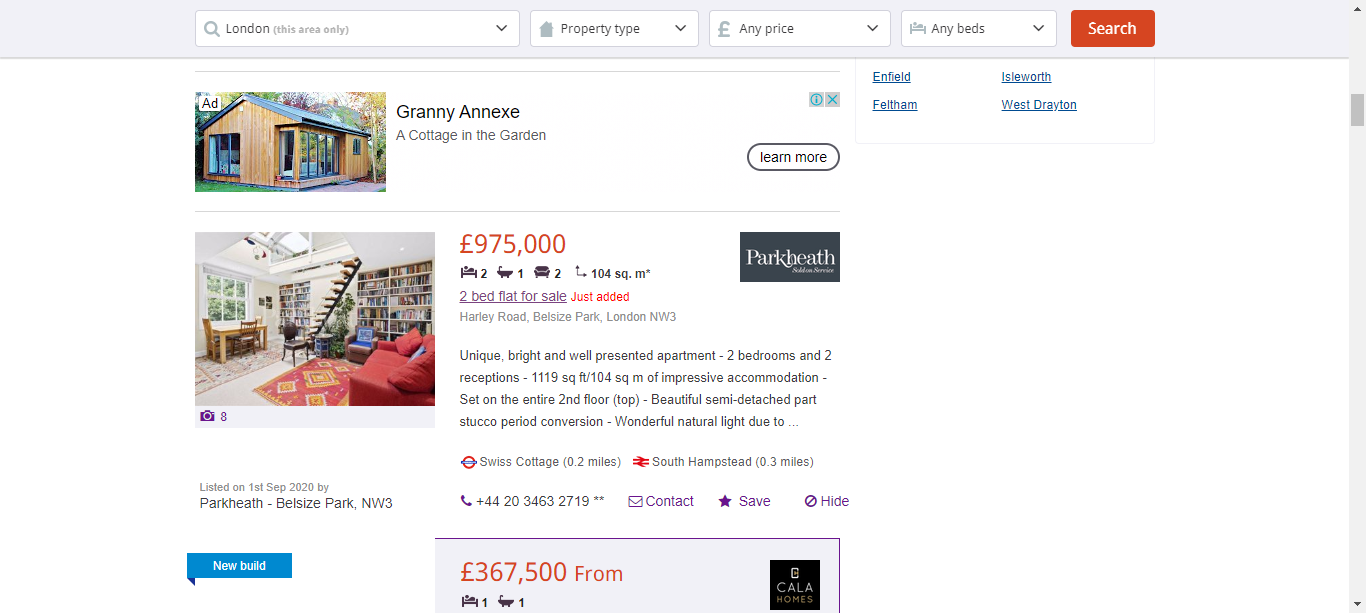 London (this area only)
Property type
Any price
Any beds
Search
Enfield
Isleworth
Feltham
West Drayton
Ad
Granny Annexe
A Cottage in the Garden
learn more
£975,000
2 1 2 104 sq. m*
2 bed flat for sale Just added
Harley Road, Belsize Park, London NW3
Parkheath
Sold on Service
Unique, bright and well presented apartment - 2 bedrooms and 2
receptions - 1119 sq ft/104 sq m of impressive accommodation -
Set on the entire 2nd floor (top) - Beautiful semi-detached part
stucco period conversion - Wonderful natural light due to ...
8
Swiss Cottage (0.2 miles) South Hampstead (0.3 miles)
Listed on 1st Sep 2020 by
Parkheath - Belsize Park, NW3
+44 20 3463 2719 ** Contact Save Hide
New build
£367,500 From
1 1
CALA
HOMES